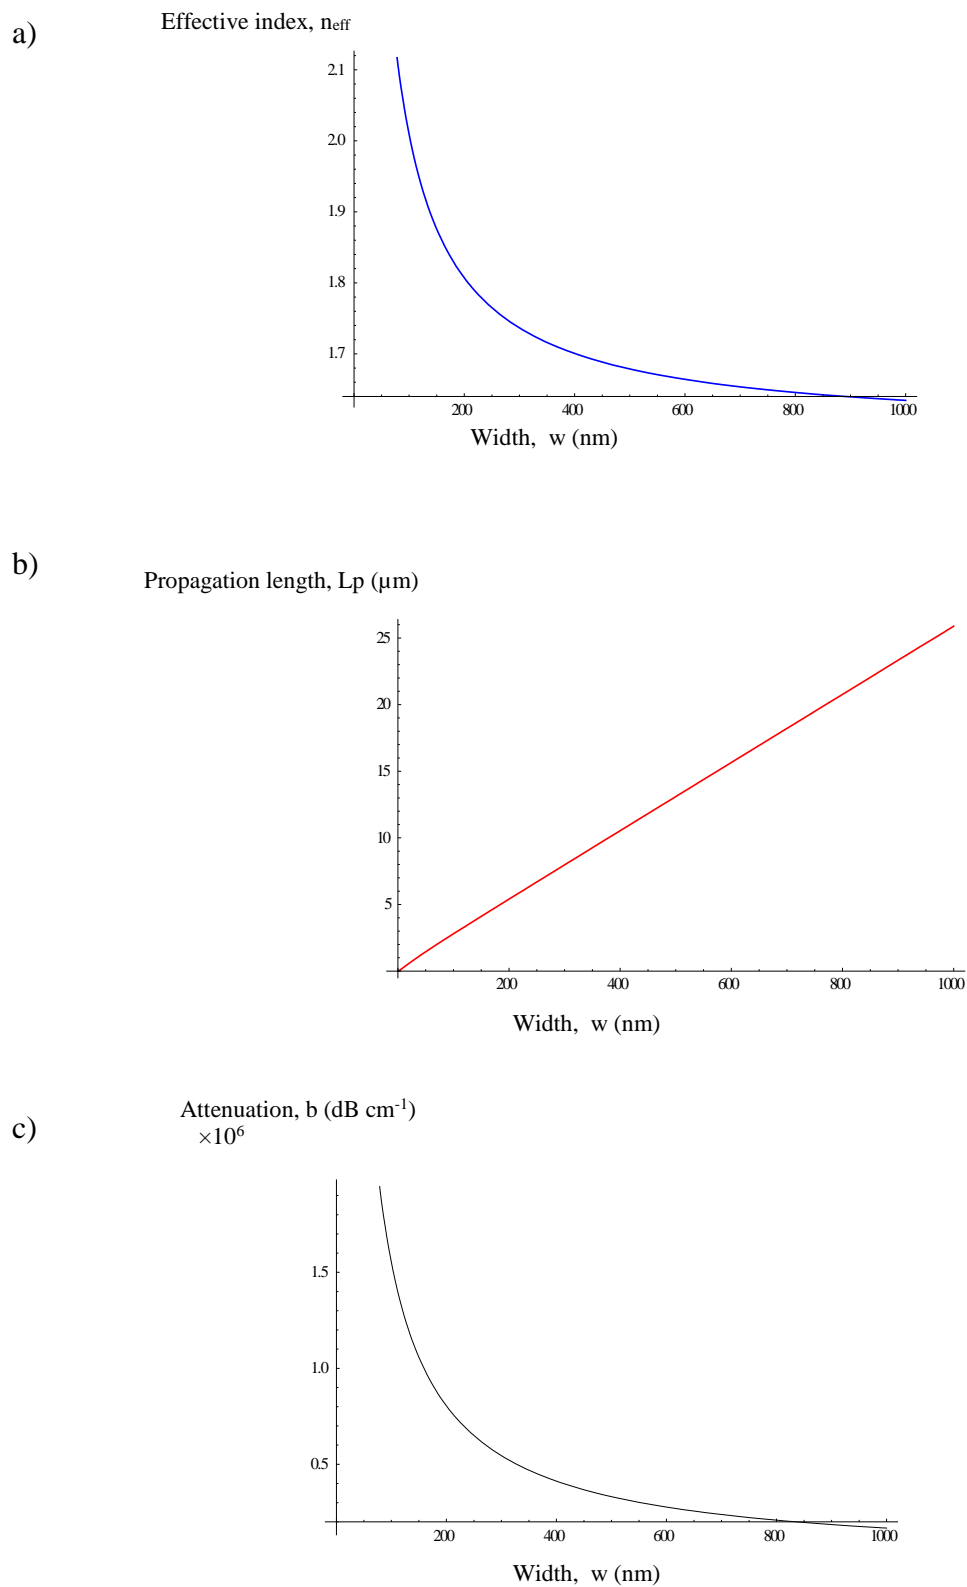 a)
Effective index, neff
2.1
2.0
1.9
1.8
1.7
200 400 600 800 1000
Width, w (nm)
b)
Propagation length, Lp (µm)
25
20
15
10
5
200 400 600 800 1000
Width, w (nm)
c)
Attenuation, b (dB cm-1)
×10⁶
1.5
1.0
0.5
200 400 600 800 1000
Width, w (nm)